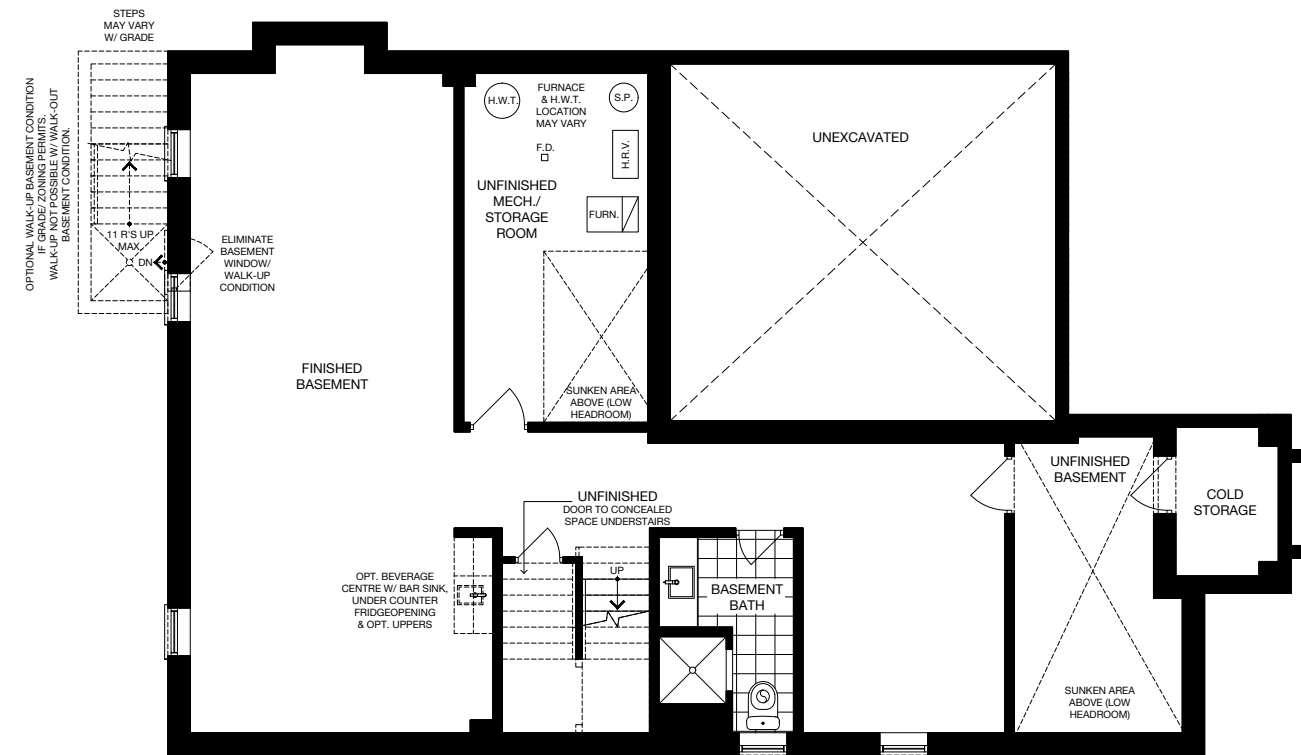 STEPS
MAY VARY
W/ GRADE
OPTIONAL WALK-UP BASEMENT CONDITION
IF GRADE/ ZONING PERMITS.
WALK-UP NOT POSSIBLE W/ WALK-OUT
BASEMENT CONDITION.
11 R'S UP
MAX.
DN
ELIMINATE
BASEMENT
WINDOW/
WALK-UP
CONDITION
FINISHED
BASEMENT
H.W.T.
FURNACE
& H.W.T.
LOCATION
MAY VARY
S.P.
F.D.
H.R.V.
UNFINISHED
MECH./
STORAGE
ROOM
FURN.
SUNKEN AREA
ABOVE (LOW
HEADROOM)
UNEXCAVATED
UNFINISHED
DOOR TO CONCEALED
SPACE UNDERSTAIRS
UP
OPT. BEVERAGE
CENTRE W/ BAR SINK,
UNDER COUNTER
FRIDGEOPENING
& OPT. UPPERS
BASEMENT
BATH
UNFINISHED
BASEMENT
COLD
STORAGE
SUNKEN AREA
ABOVE (LOW
HEADROOM)